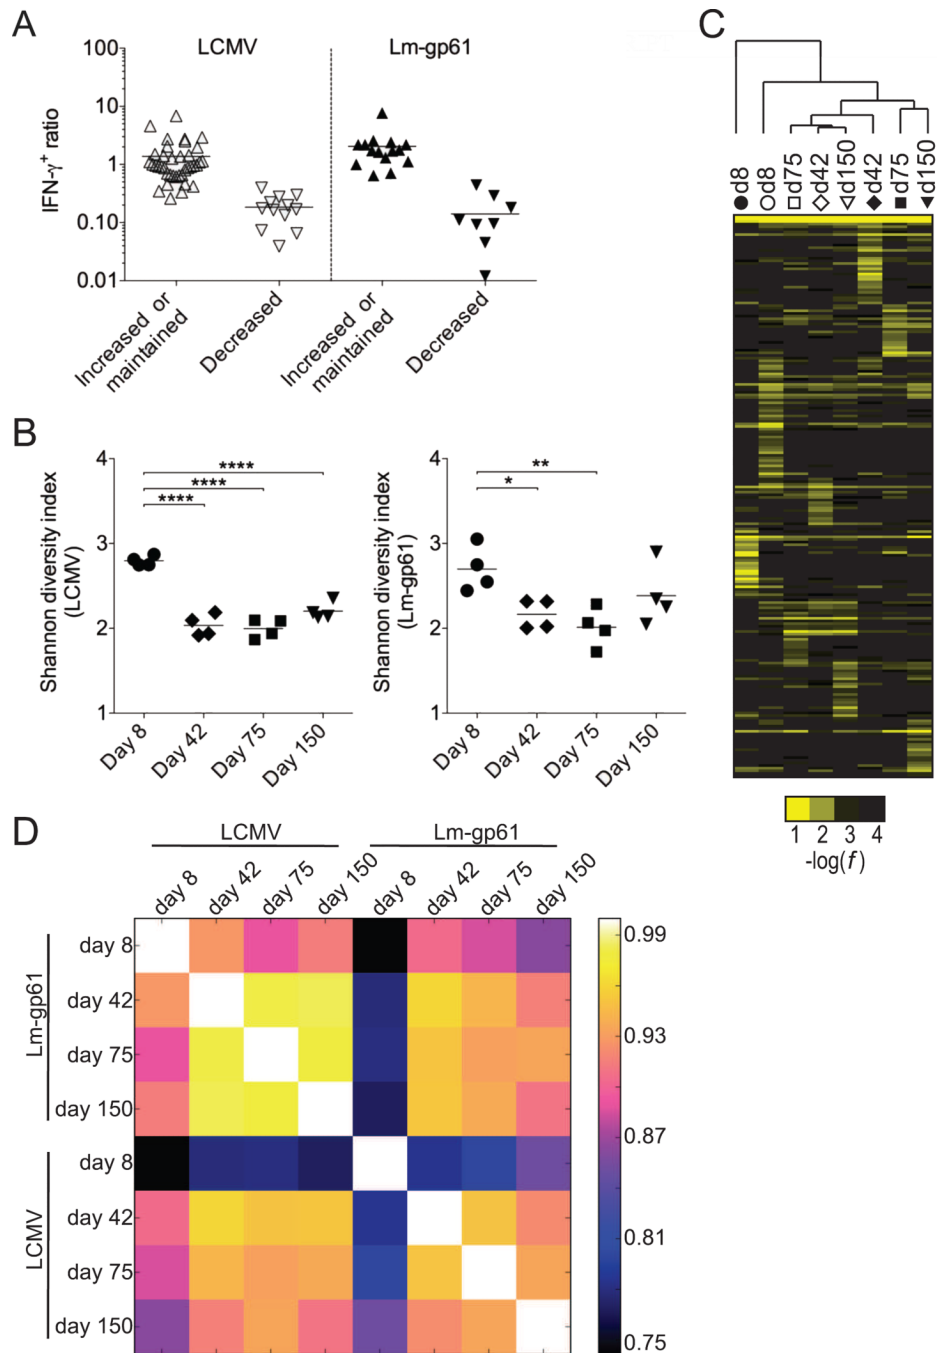 A
LCMV
Lm-gp61
IFN-γ+ ratio
100
10
1
0.10
0.01
Increased or
maintained
Decreased
Increased or
maintained
Decreased
B
Shannon diversity index
(LCMV)
4
3
2
1
****
****
****
Day 8
Day 42
Day 75
Day 150
Shannon diversity index
(Lm-gp61)
4
3
2
1
**
*
Day 8
Day 42
Day 75
Day 150
C
d8
d8
d75
d42
d150
d42
d75
d150
1 2 3 4
-log(f)
D
LCMV
Lm-gp61
day 8
day 42
day 75
day 150
day 8
day 42
day 75
day 150
Lm-gp61
day 8
day 42
day 75
day 150
LCMV
day 8
day 42
day 75
day 150
0.99
0.93
0.87
0.81
0.75